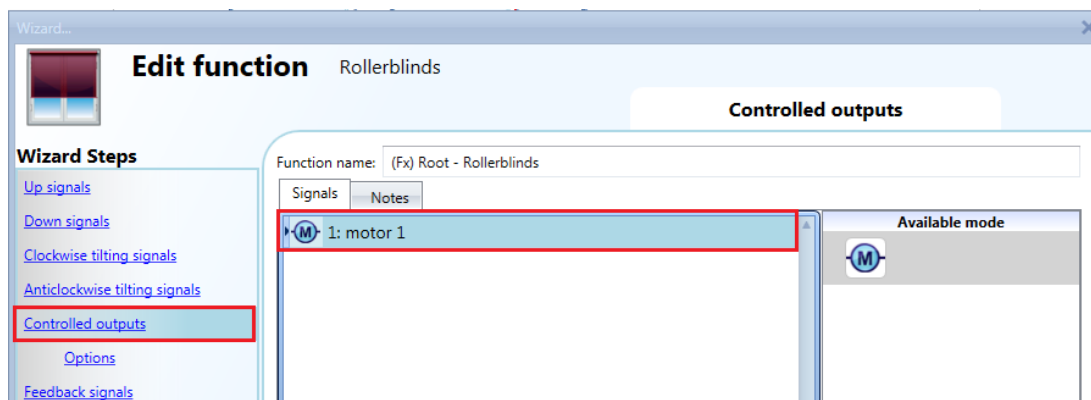 Wizard...
Edit function Rollerblinds
Controlled outputs
Wizard Steps
Up signals
Down signals
Clockwise tilting signals
Anticlockwise tilting signals
Controlled outputs
Options
Feedback signals
Function name: (Fx) Root - Rollerblinds
Signals Notes
M 1: motor 1
Available mode
M